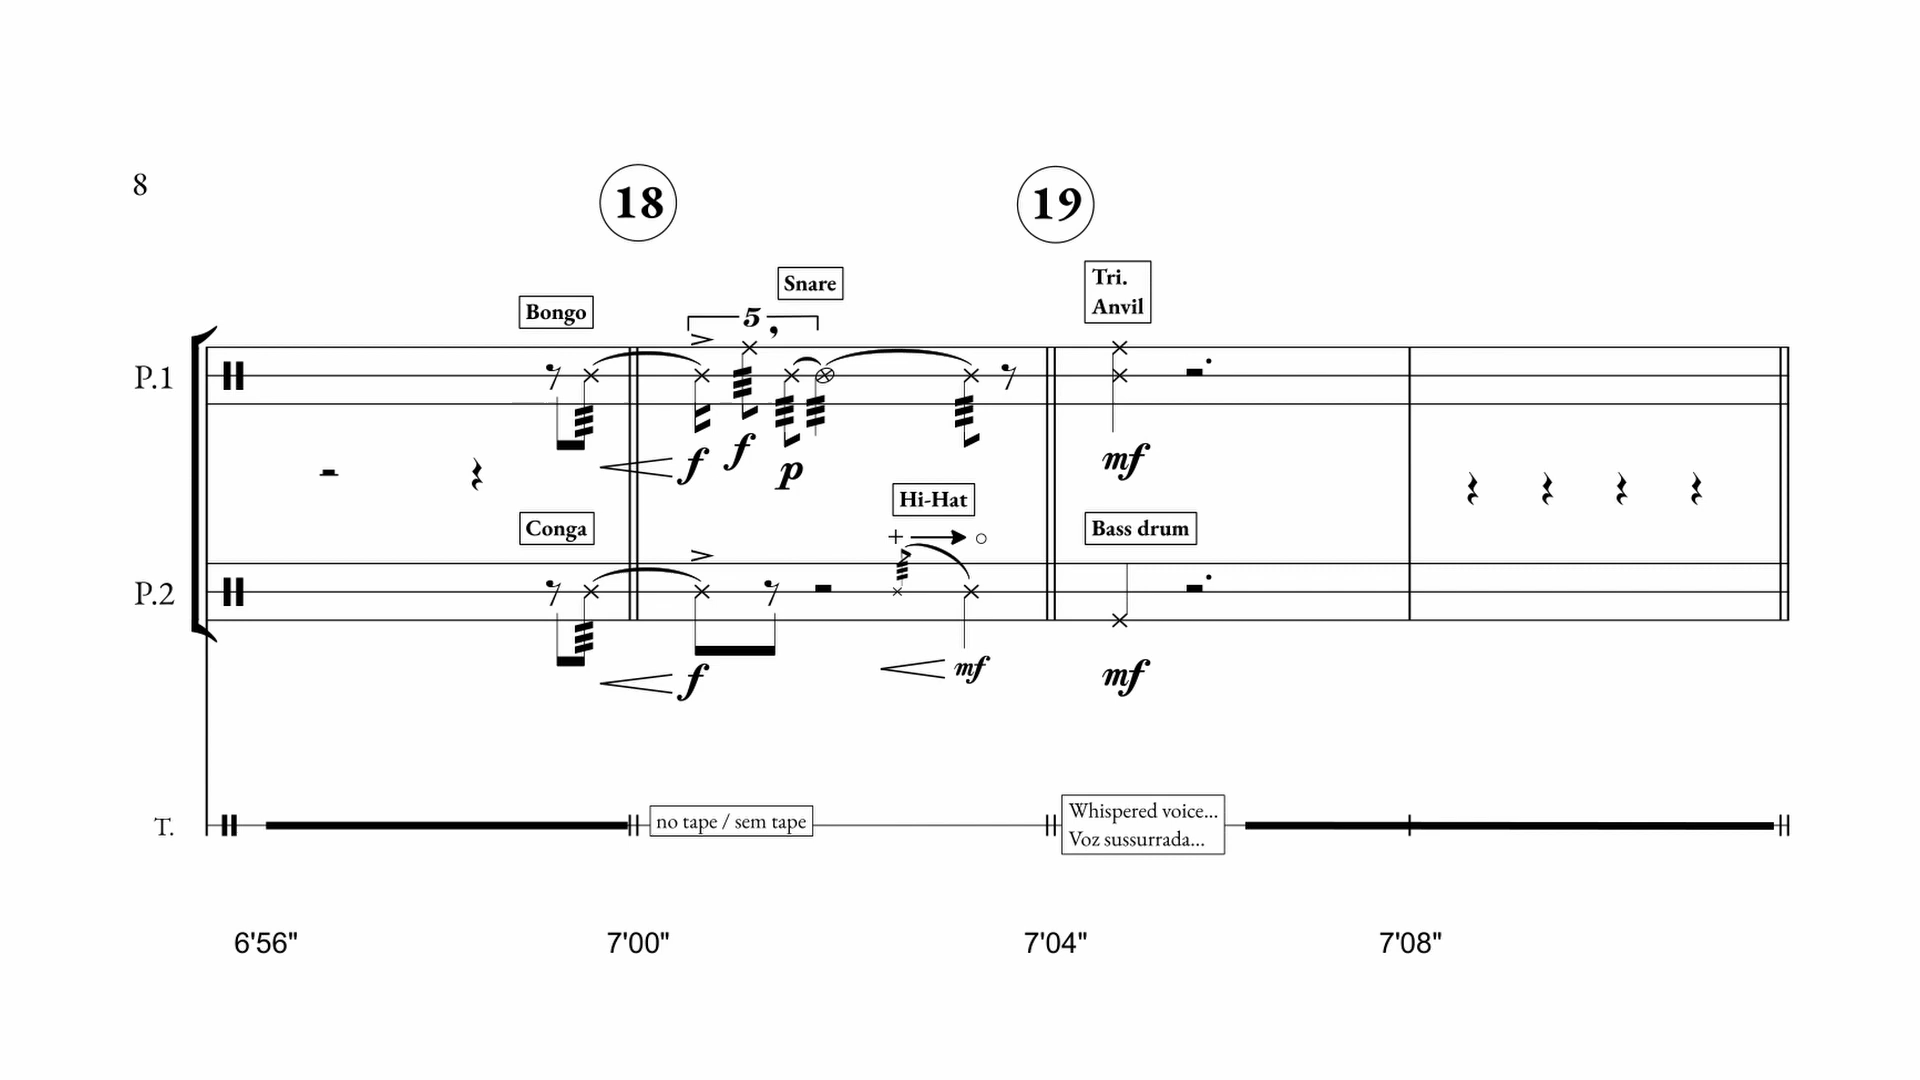 8
18
19
Tri.
Anvil
Snare
Bongo
5
P.1
f
f
p
mf
Hi-Hat
Conga
Bass drum
P.2
f
mf
mf
T.
no tape / sem tape
Whispered voice...
Voz sussurrada...
6'56"
7'00"
7'04"
7'08"